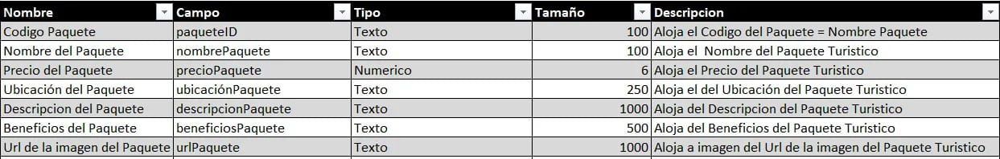 Nombre Campo Tipo Tamaño Descripcion
Codigo Paquete paqueteID Texto 100 Aloja el Codigo del Paquete = Nombre Paquete
Nombre del Paquete nombrePaquete Texto 100 Aloja el  Nombre del Paquete Turistico
Precio del Paquete precioPaquete Numerico 6 Aloja el Precio del Paquete Turistico
Ubicación del Paquete ubicaciónPaquete Texto 250 Aloja el del Ubicación del Paquete Turistico
Descripcion del Paquete descripcionPaquete Texto 1000 Aloja del Descripcion del Paquete Turistico
Beneficios del Paquete beneficiosPaquete Texto 500 Aloja del Beneficios del Paquete Turistico
Url de la imagen del Paquete urlPaquete Texto 1000 Aloja a imagen del Url de la imagen del Paquete Turistico